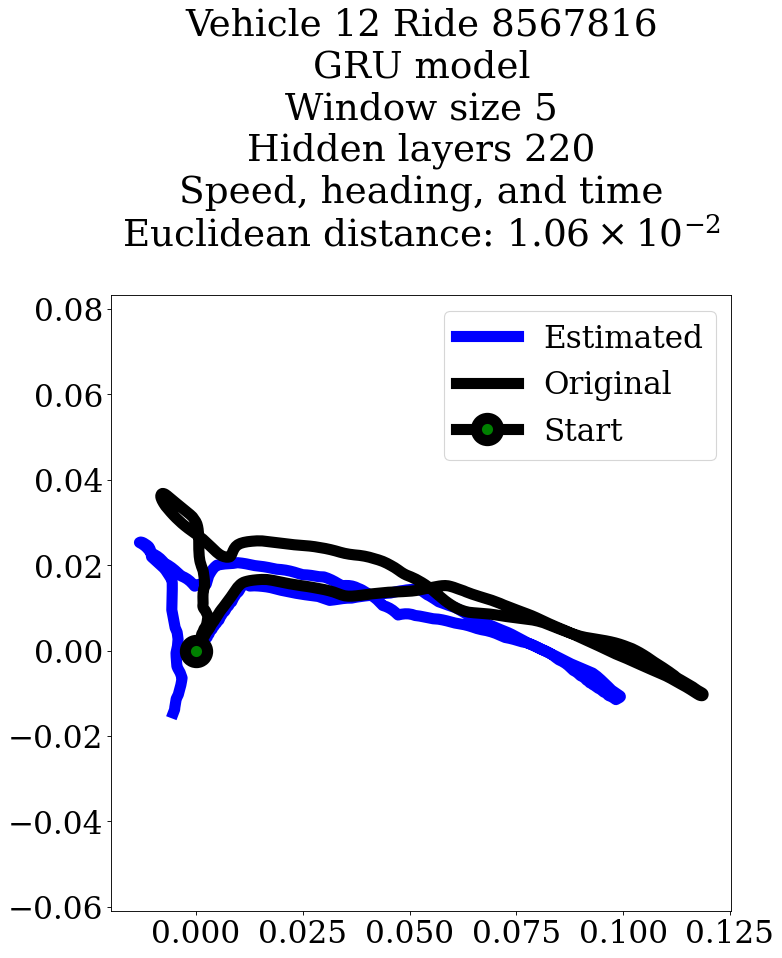 Vehicle 12 Ride 8567816
GRU model
Window size 5
Hidden layers 220
Speed, heading, and time
Euclidean distance: 1.06 × 10⁻²
Estimated
Original
Start
0.08
0.06
0.04
0.02
0.00
−0.02
−0.04
−0.06
0.000 0.025 0.050 0.075 0.100 0.125